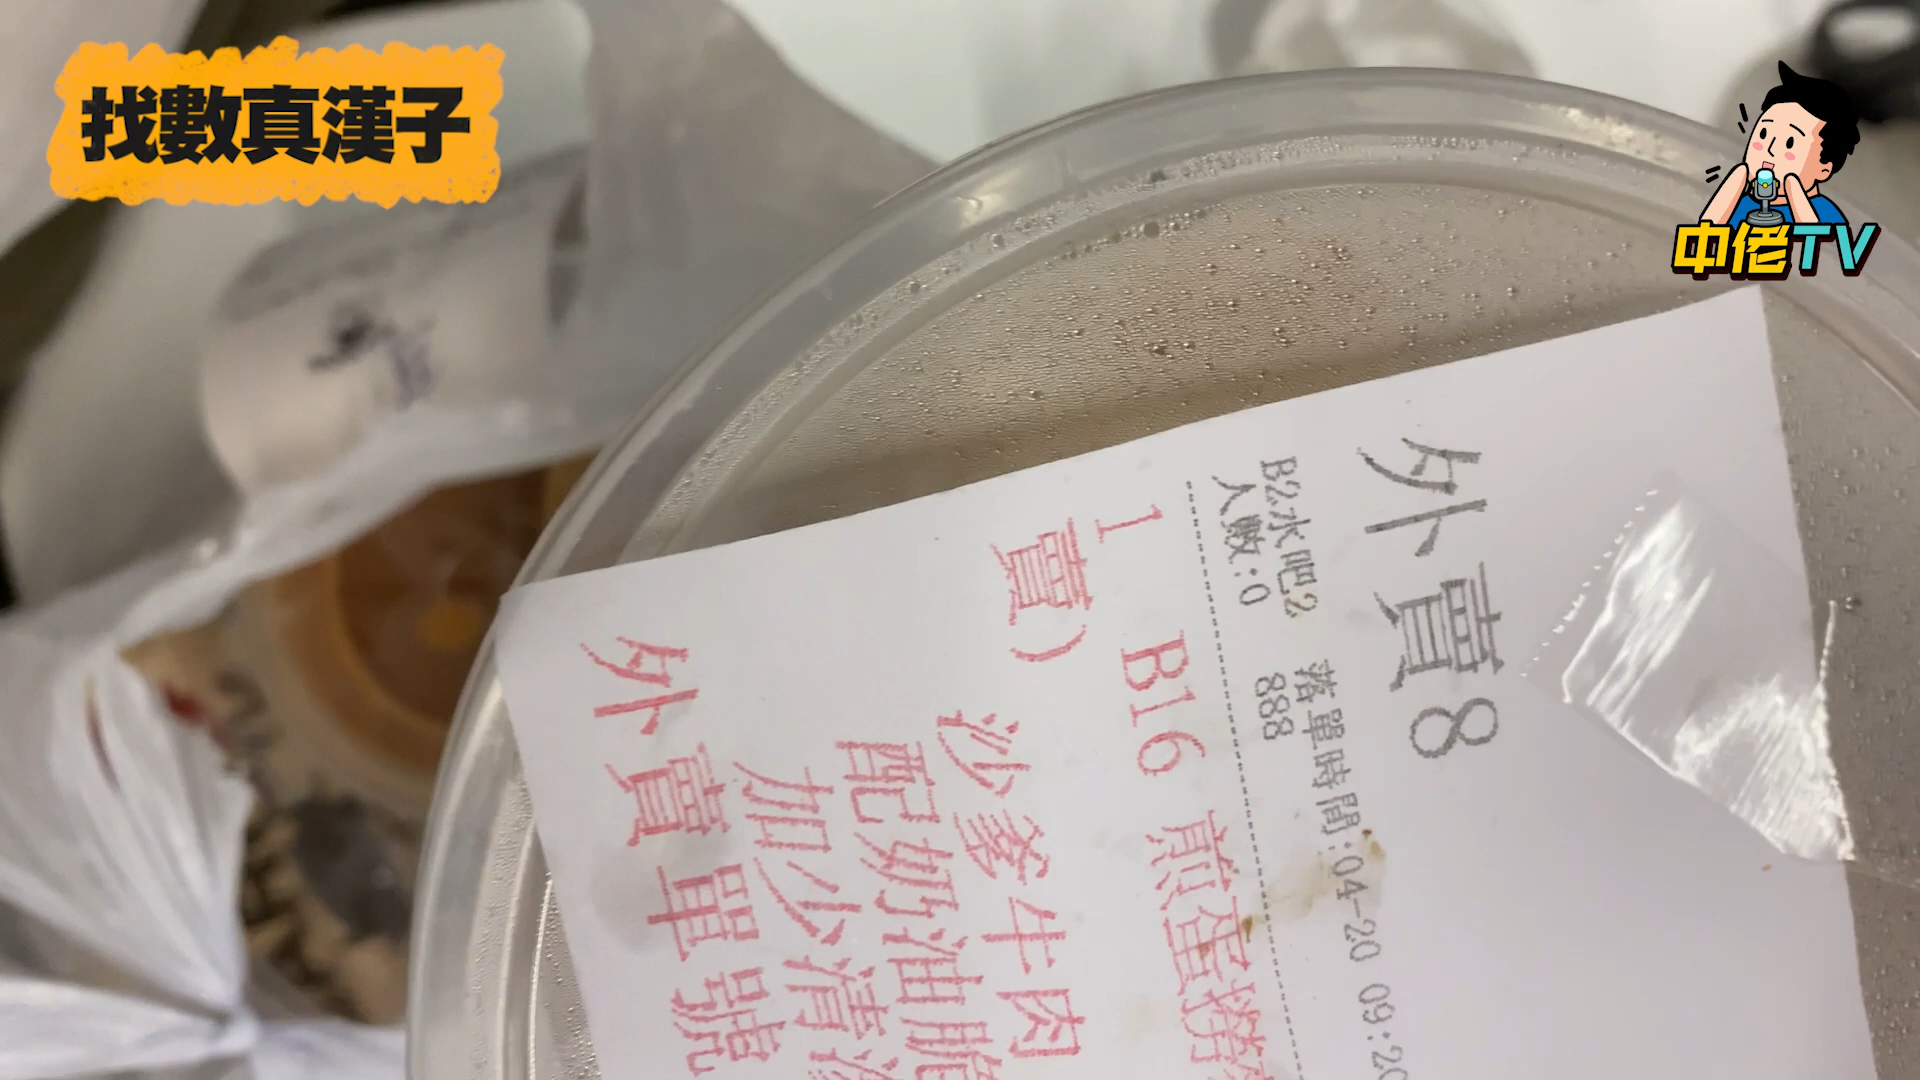 找數真漢子
中佬TV
外賣8
B2水吧2 落單時間:04-20 09:20
人數:0 888
1 B16 煎蛋撈
賣)
沙爹牛肉
配奶油脆
加少清湯
外賣單號